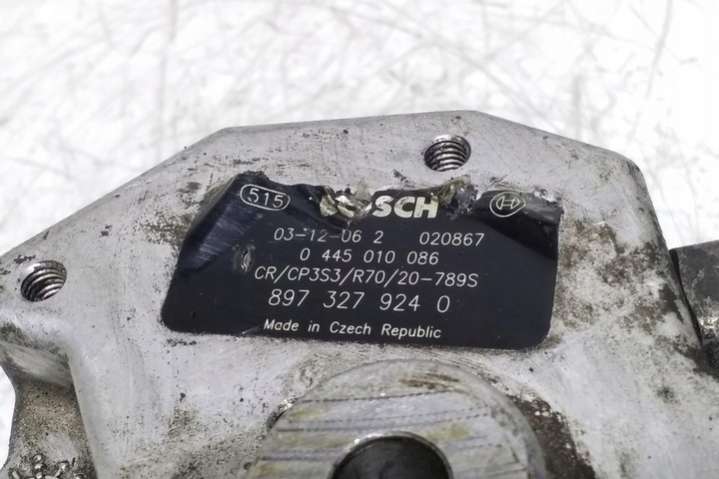 515 BOSCH
03-12-06 2 020867
0 445 010 086
CR/CP3S3/R70/20-789S
897 327 924 0
Made in Czech Republic